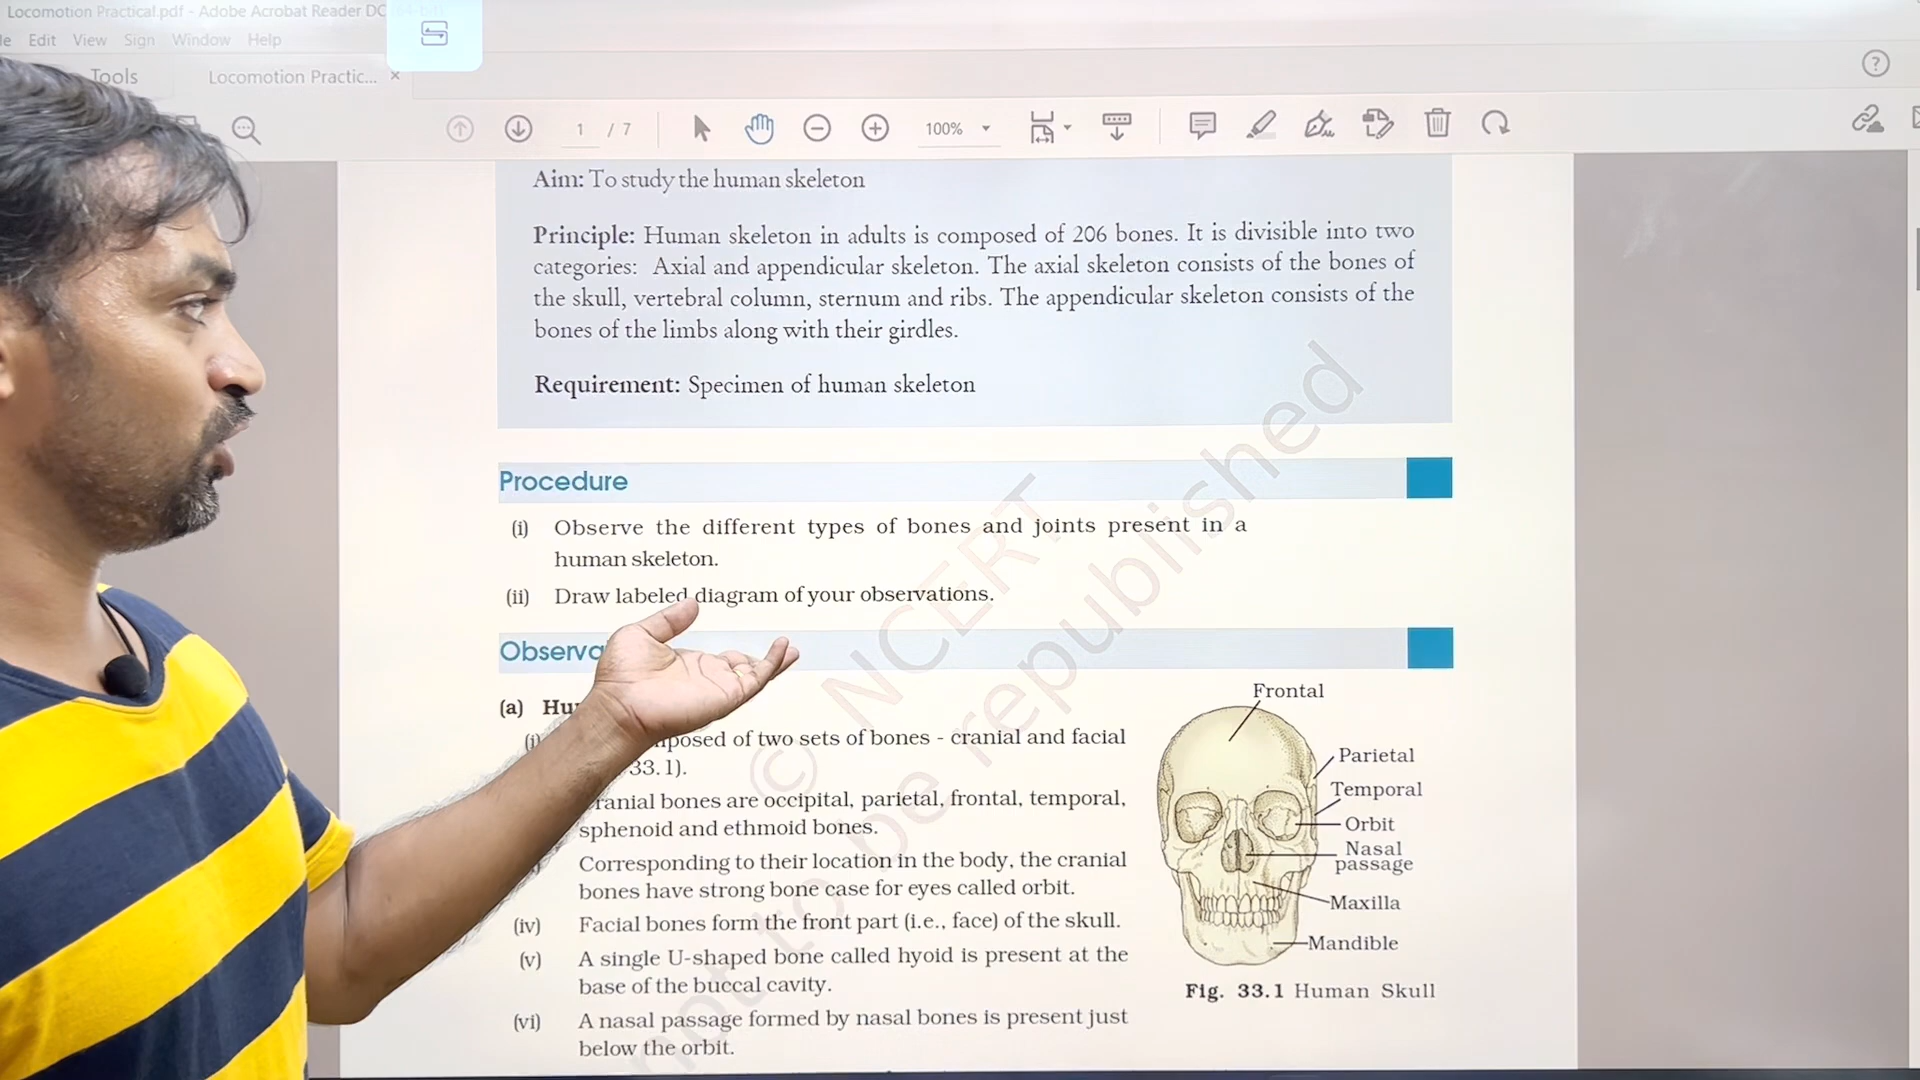 Locomotion Practical.pdf - Adobe Acrobat Reader DC
Edit View Sign Window Help
Tools Locomotion Practic... ×
1 / 7 100%
Aim: To study the human skeleton
Principle: Human skeleton in adults is composed of 206 bones. It is divisible into two
categories: Axial and appendicular skeleton. The axial skeleton consists of the bones of
the skull, vertebral column, sternum and ribs. The appendicular skeleton consists of the
bones of the limbs along with their girdles.
Requirement: Specimen of human skeleton
Procedure
(i) Observe the different types of bones and joints present in a
human skeleton.
(ii) Draw labeled diagram of your observations.
(a)
of two sets of bones - cranial and facial
33.1).
bones are occipital, parietal, frontal, temporal,
sphenoid and ethmoid bones.
Corresponding to their location in the body, the cranial
bones have strong bone case for eyes called orbit.
(iv) Facial bones form the front part (i.e., face) of the skull.
(v) A single U-shaped bone called hyoid is present at the
base of the buccal cavity.
(vi) A nasal passage formed by nasal bones is present just
below the orbit.
Frontal
Parietal
Temporal
Orbit
Nasal
passage
Maxilla
Mandible
Fig. 33.1 Human Skull
© NCERT
not to be republished